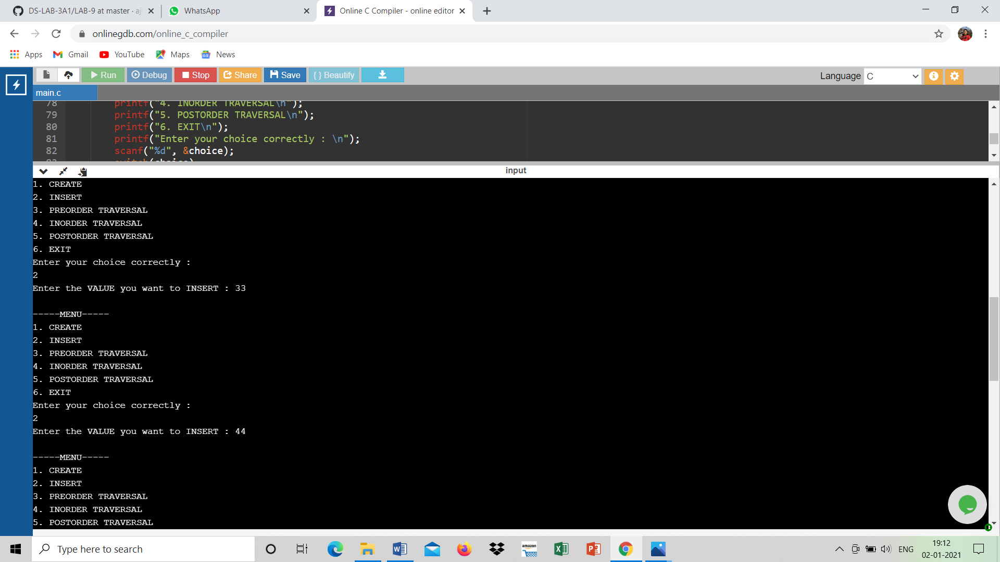 DS-LAB-3A1/LAB-9 at master · aji
WhatsApp
Online C Compiler - online editor
onlinegdb.com/online_c_compiler
Apps Gmail YouTube Maps News
Run Debug Stop Share Save { } Beautify
Language C
main.c
78 printf("4. INORDER TRAVERSAL\n");
79 printf("5. POSTORDER TRAVERSAL\n");
80 printf("6. EXIT\n");
81 printf("Enter your choice correctly : \n");
82 scanf("%d", &choice);
83 switch(choice)
input
1. CREATE
2. INSERT
3. PREORDER TRAVERSAL
4. INORDER TRAVERSAL
5. POSTORDER TRAVERSAL
6. EXIT
Enter your choice correctly :
2
Enter the VALUE you want to INSERT : 33
-----MENU-----
1. CREATE
2. INSERT
3. PREORDER TRAVERSAL
4. INORDER TRAVERSAL
5. POSTORDER TRAVERSAL
6. EXIT
Enter your choice correctly :
2
Enter the VALUE you want to INSERT : 44
-----MENU-----
1. CREATE
2. INSERT
3. PREORDER TRAVERSAL
4. INORDER TRAVERSAL
5. POSTORDER TRAVERSAL
Type here to search
amazon
ENG
19:12
02-01-2021